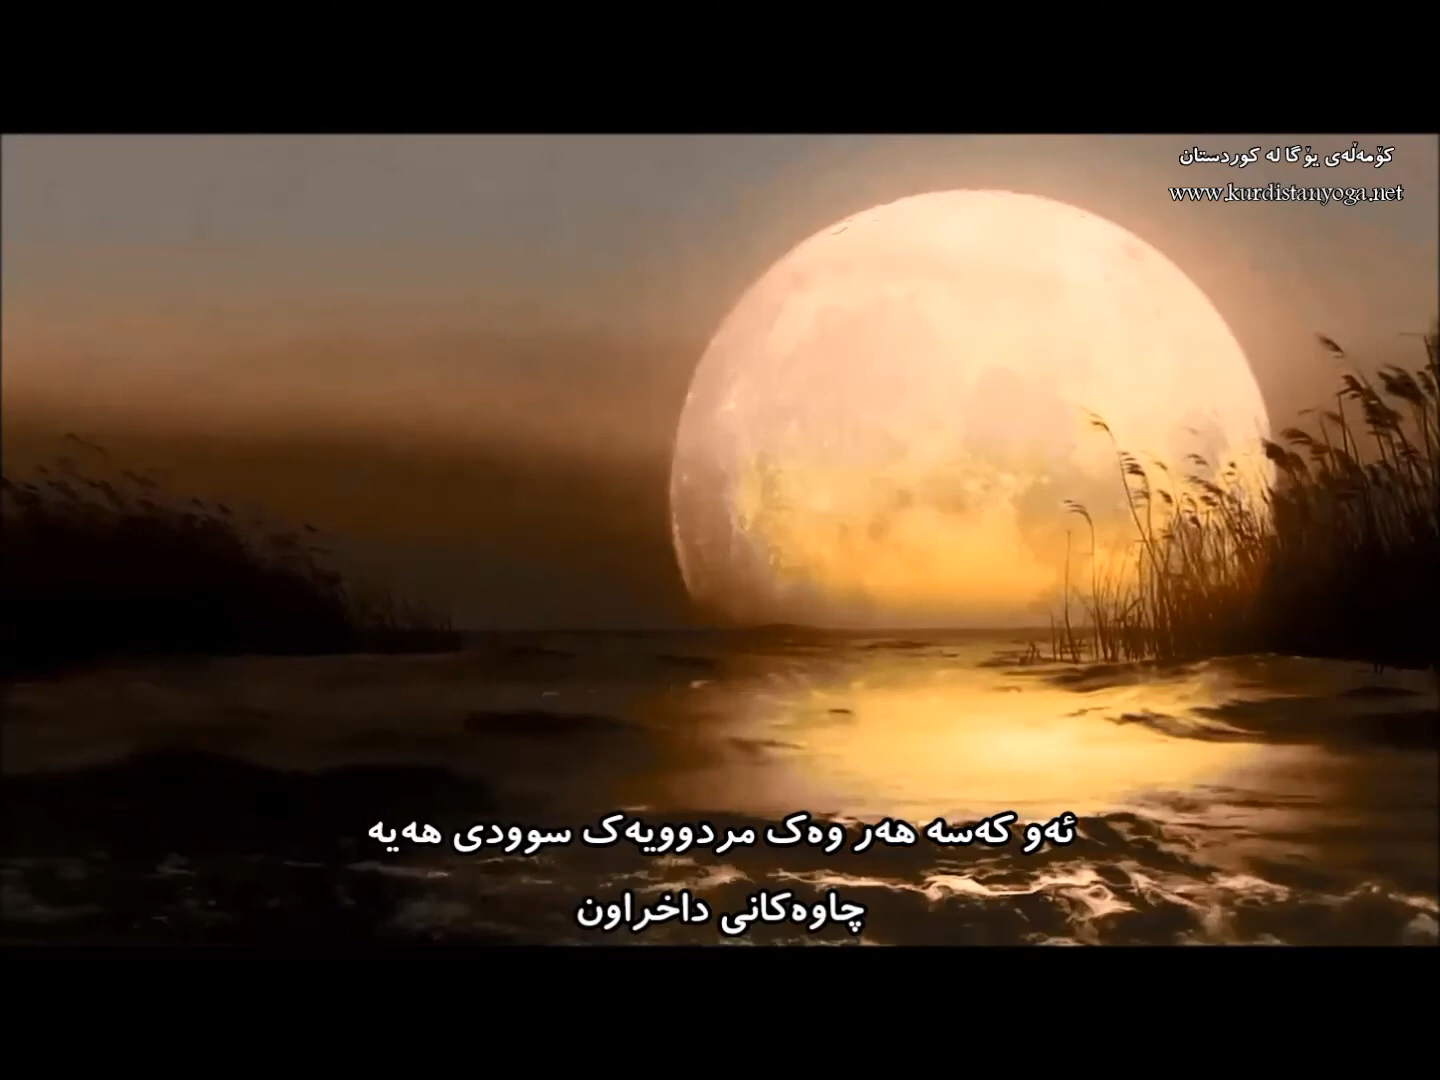 کۆمەڵەی یۆگا لە کوردستان
www.kurdistanyoga.net
ئەو کەسە هەر وەک مردوویەک سوودی هەیە
چاوەکانی داخراون